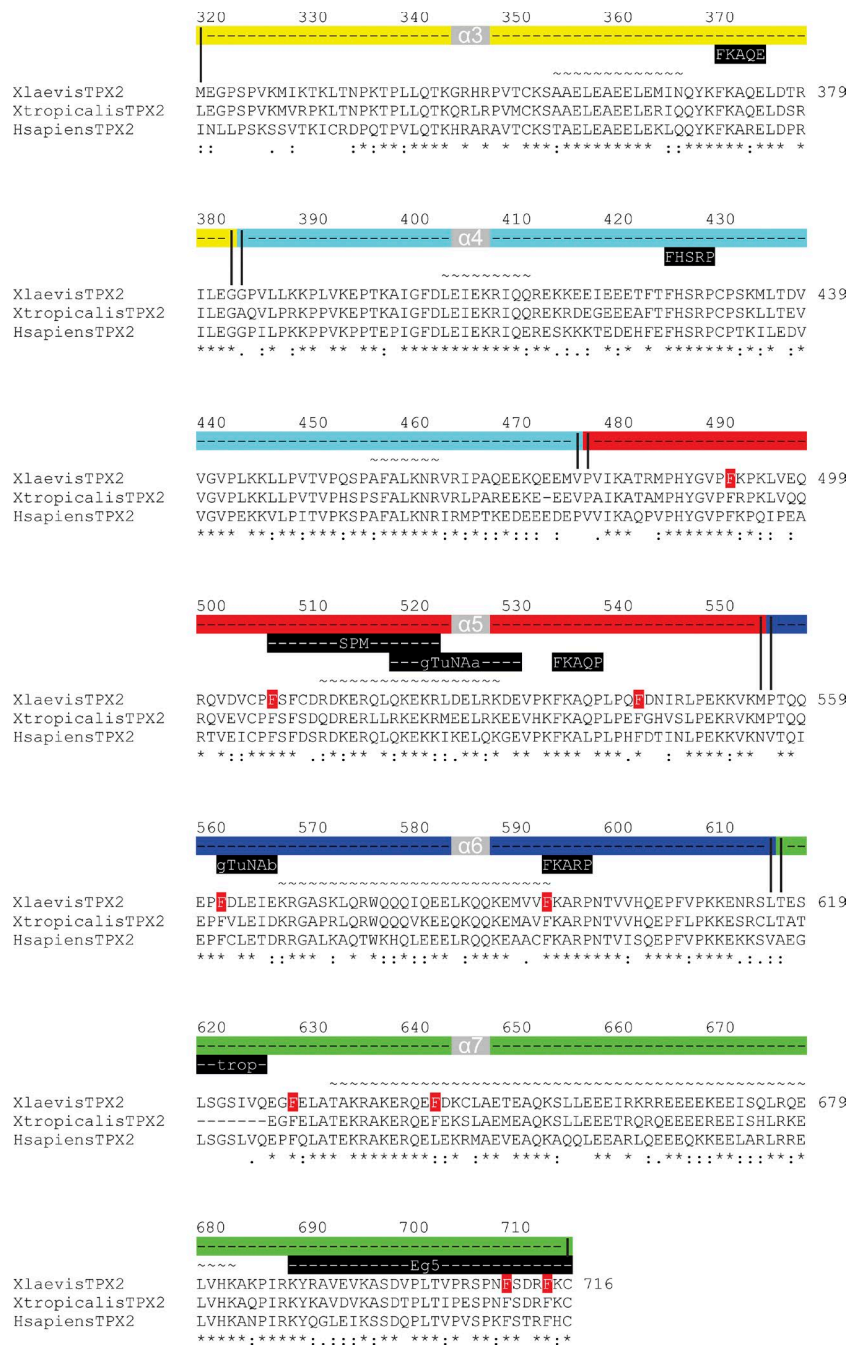 320 330 340 350 360 370
α3
FKAQE
~~~~~~~~~~~~~
XlaevisTPX2 MEGPSPVKMIKTKLTNPKTPLLQTKGRHRPVTCKSAAELEAEELEMINQYKFKAQELDTR 379
XtropicalisTPX2 LEGPSPVKMVRPKLTNPKTPLLQTKQRLRPVMCKSAAELEAEELERIQQYKFKAQELDSR
HsapiensTPX2 INLLPSKSSVTKICRDPQTPVLQTKHRARAVTCKSTAELEAEELEKLQQYKFKARELDPR
380 390 400 410 420 430
α4
FHSRP
~~~~~~~~~
XlaevisTPX2 ILEGGPVLLKKPLVKEPTKAIGFDLEIEKRIQQREKKEEIEEETFTFHSRPCPSKMLTDV 439
XtropicalisTPX2 ILEGAQVLPRKPPVKEPTKAIGFDLEIEKRIQQREKRDEGEEEAFTFHSRPCPSKLLTEV
HsapiensTPX2 ILEGGPILPKKPPVKPPTEPIGFDLEIEKRIQERESKKKTEDEHFEFHSRPCPTKILEDV
440 450 460 470 480 490
~~~~~~~
XlaevisTPX2 VGVPLKKLLPVTVPQSPAFALKNRVRIPAQEEKQEEMVPVIKATRMPHYGVPFKPKLVEQ 499
XtropicalisTPX2 VGVPLKKLLPVTVPHSPSFALKNRVRLPAREEKE-EEVPAIKATAMPHYGVPFRPKLVQQ
HsapiensTPX2 VGVPEKKVLPITVPKSPAFALKNRIRMPTKEDEEEDEPVVIKAQPVPHYGVPFKPQIPEA
500 510 520 530 540 550
α5
-------SPM-------
---gTuNAa---- FKAQP
~~~~~~~~~~~~~~~~~~
XlaevisTPX2 RQVDVCPFSFCDRDKERQLQKEKRLDELRKDEVPKFKAQPLPQFDNIRLPEKKVKMPTQQ 559
XtropicalisTPX2 RQVEVCPFSFSDQDRERLLRKEKRMEELRKEEVHKFKAQPLPEFGHVSLPEKRVKMPTQQ
HsapiensTPX2 RTVEICPFSFDSRDKERQLQKEKKIKELQKGEVPKFKALPLPHFDTINLPEKKVKNVTQI
560 570 580 590 600 610
α6
gTuNAb FKARP
~~~~~~~~~~~~~~~~~~~~~~~~~~~
XlaevisTPX2 EPFDLEIEKRGASKLQRWQQQIQEELKQQKEMVVFKARPNTVVHQEPFVPKKENRSLTES 619
XtropicalisTPX2 EPFVLEIDKRGAPRLQRWQQQVKEEQKQQKEMAVFKARPNTVVHQEPFLPKKESRCLTAT
HsapiensTPX2 EPFCLETDRRGALKAQTWKHQLEEELRQQKEAACFKARPNTVISQEPFVPKKEKKSVAEG
620 630 640 650 660 670
α7
--trop-
~~~~~~~~~~~~~~~~~~~~~~~~~~~~~~~~~~~~~~~~~~~~~~~
XlaevisTPX2 LSGSIVQEGFELATAKRAKERQEFDKCLAETEAQKSLLEEEIRKRREEEEKEEISQLRQE 679
XtropicalisTPX2 -------EGFELATEKRAKERQEFEKSLAEMEAQKSLLEEETRQRQEEEEREEISHLRKE
HsapiensTPX2 LSGSLVQEPFQLATEKRAKERQELEKRMAEVEAQKAQQLEEARLQEEEQKKEELARLRRE
680 690 700 710
------------Eg5-------------
~~~~
XlaevisTPX2 LVHKAKPIRKYRAVEVKASDVPLTVPRSPNFSDRFKC 716
XtropicalisTPX2 LVHKAQPIRKYKAVDVKASDTPLTIPESPNFSDRFKC
HsapiensTPX2 LVHKANPIRKYQGLEIKSSDQPLTVPVSPKFSTRFHC